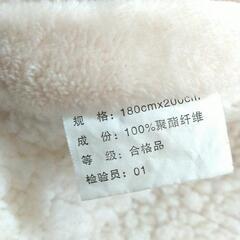 规 格: 180cmx200cm
成 份: 100%聚酯纤维
等 级: 合格品
检验员: 01